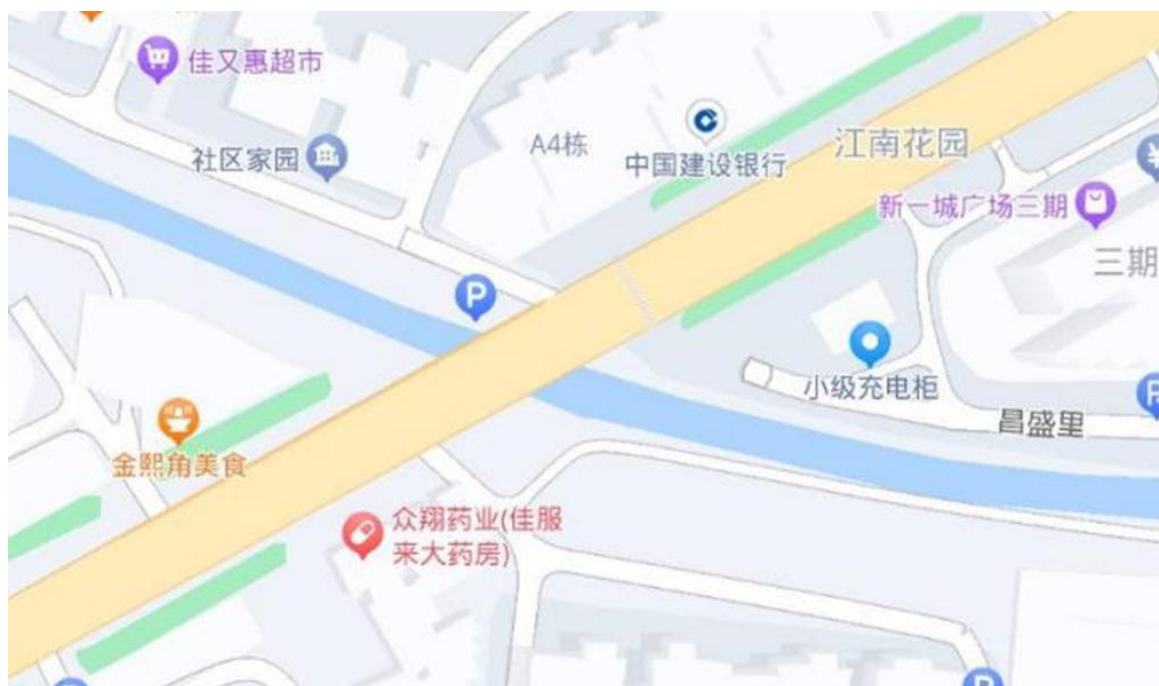 佳又惠超市
社区家园
A4栋
中国建设银行
江南花园
新一城广场三期
三期
P
小级充电柜
昌盛里
P
金熙角美食
众翔药业(佳服
来大药房)
P